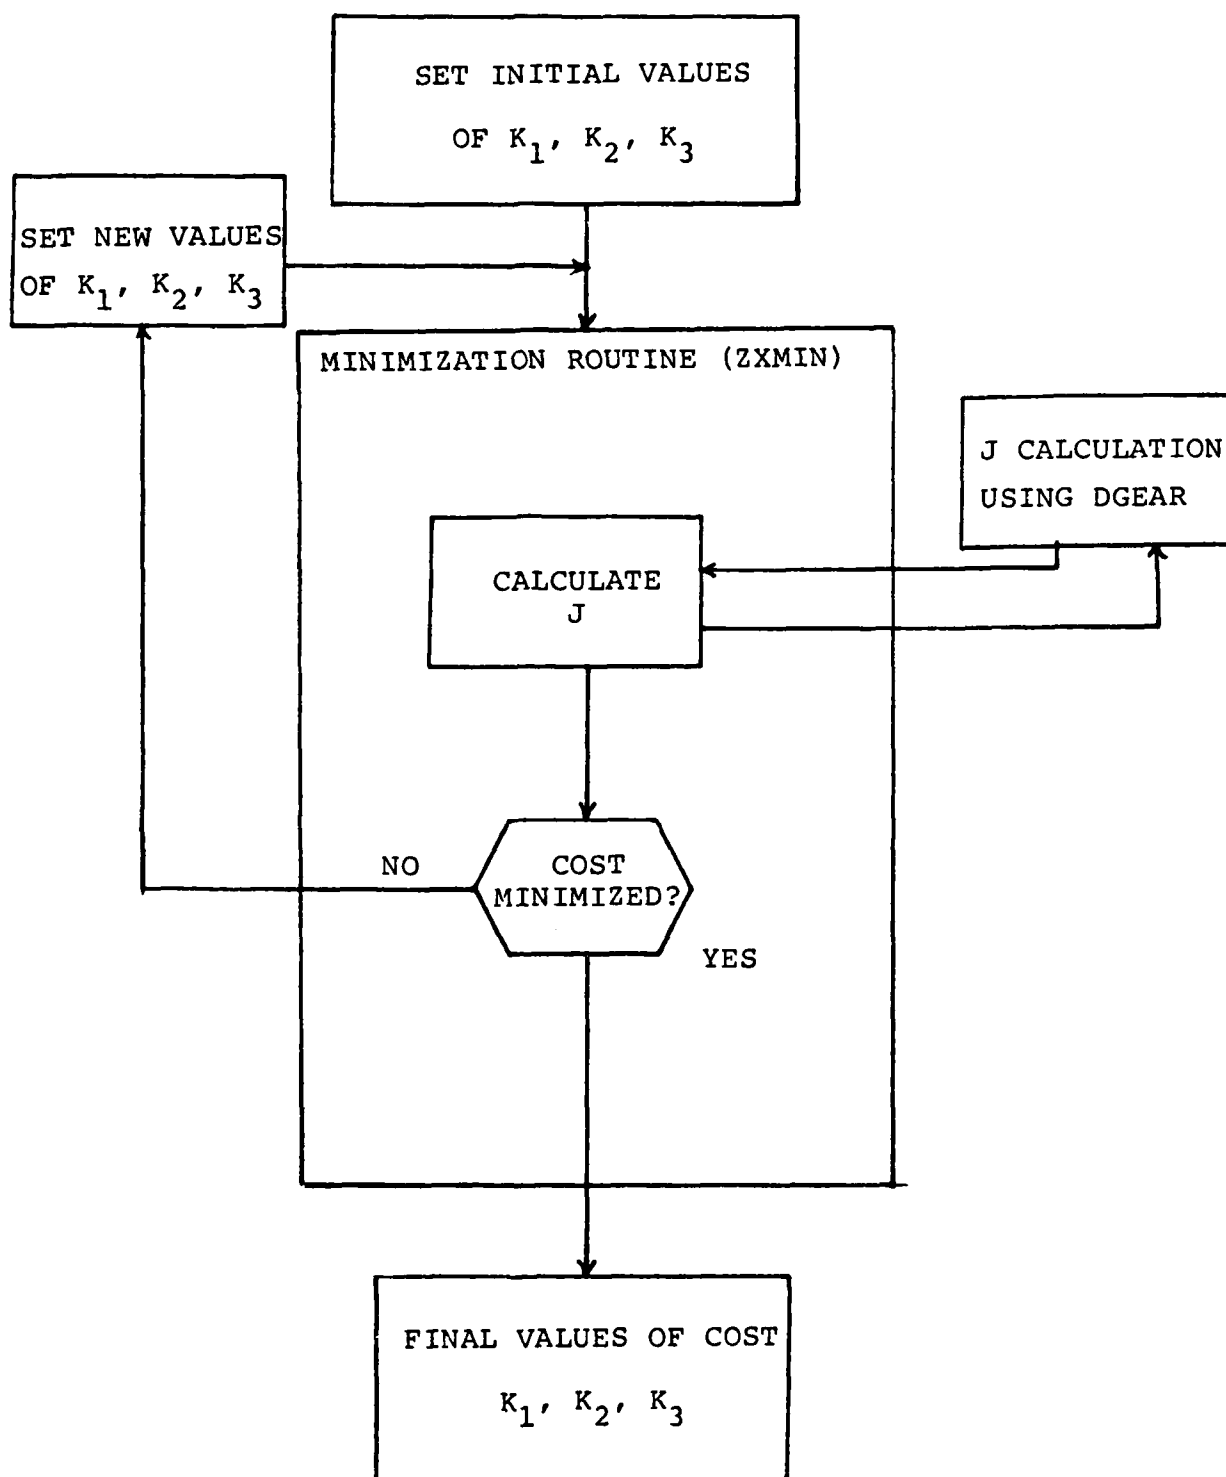 SET INITIAL VALUES
OF K₁, K₂, K₃
SET NEW VALUES
OF K₁, K₂, K₃
MINIMIZATION ROUTINE (ZXMIN)
J CALCULATION
USING DGEAR
CALCULATE
J
NO
COST
MINIMIZED?
YES
FINAL VALUES OF COST
K₁, K₂, K₃